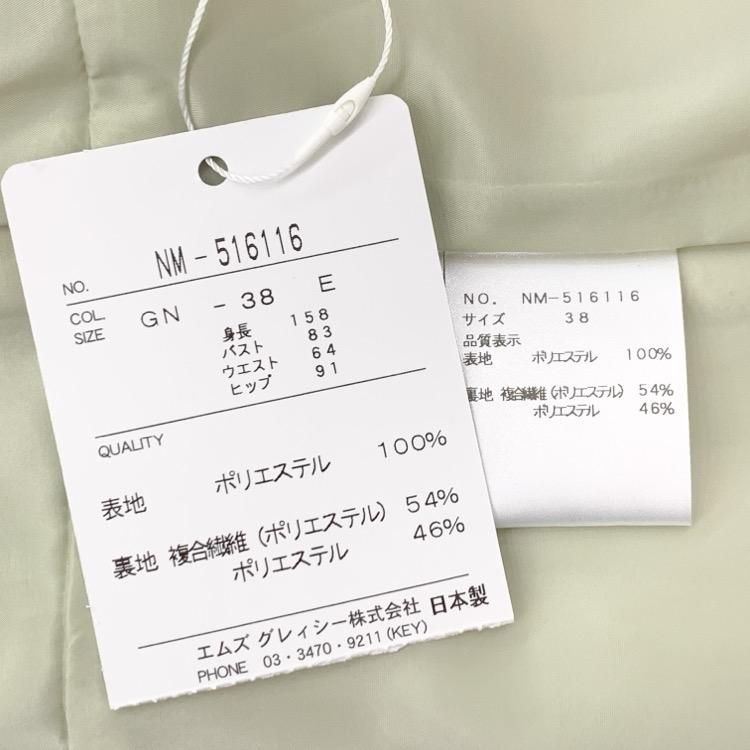 NO. NM-516116
COL. GN -38 E
SIZE
身長 158
バスト 83
ウエスト 64
ヒップ 91
QUALITY
表地 ポリエステル 100%
裏地 複合繊維(ポリエステル) 54%
ポリエステル 46%
エムズ グレィシー株式会社 日本製
PHONE 03・3470・9211(KEY)
NO. NM-516116
サイズ 38
品質表示
表地 ポリエステル 100%
裏地 複合繊維(ポリエステル) 54%
ポリエステル 46%